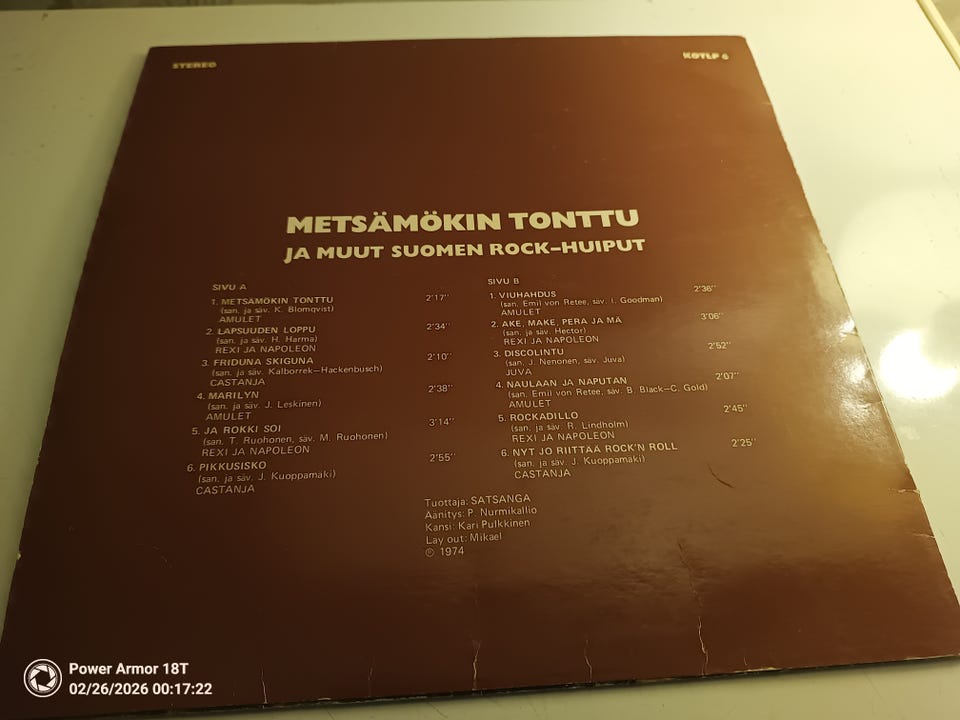 STEREO
KOTLP 6
METSÄMÖKIN TONTTU
JA MUUT SUOMEN ROCK-HUIPUT
SIVU A
1. METSÄMÖKIN TONTTU 2'17''
(san. ja säv. K. Blomqvist)
AMULET
2. LAPSUUDEN LOPPU 2'34''
(san. ja säv. H. Harma)
REXI JA NAPOLEON
3. FRIDUNA SKIGUNA 2'10''
(san. ja säv. Kalborrek-Hackenbusch)
CASTANJA
4. MARILYN 2'38''
(san. ja säv. J. Leskinen)
AMULET
5. JA ROKKI SOI 3'14''
(san. T. Ruohonen, säv. M. Ruohonen)
REXI JA NAPOLEON
6. PIKKUSISKO 2'55''
(san. ja säv. J. Kuoppamäki)
CASTANJA
SIVU B
1. VIUHAHDUS 2'36''
(san. Emil von Retee, säv. I. Goodman)
AMULET
2. AKE, MAKE, PERA JA MÄ 3'06''
(san. ja säv. Hector)
REXI JA NAPOLEON
3. DISCOLINTU 2'52''
(san. J. Nenonen, säv. Juva)
JUVA
4. NAULAAN JA NAPUTAN 2'07''
(san. Emil von Retee, säv. B. Black-C. Gold)
AMULET
5. ROCKADILLO 2'45''
(san. ja säv. R. Lindholm)
REXI JA NAPOLEON
6. NYT JO RIITTÄÄ ROCK'N ROLL 2'25''
(san. ja säv. J. Kuoppamäki)
CASTANJA
Tuottaja: SATSANGA
Äänitys: P. Nurmikallio
Kansi: Kari Pulkkinen
Lay out: Mikael
℗ 1974
Power Armor 18T
02/26/2026 00:17:22